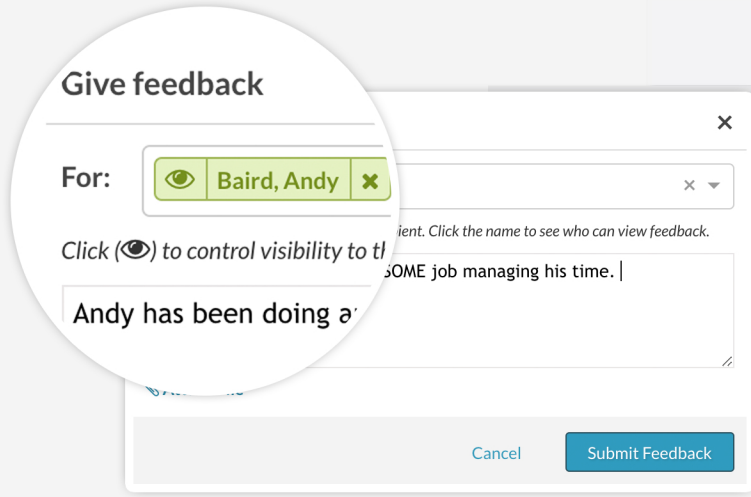 Give feedback
For: Baird, Andy
Click ( ) to control visibility to
ient. Click the name to see who can view feedback.
Andy has been doing
SOME job managing his time.
Cancel
Submit Feedback